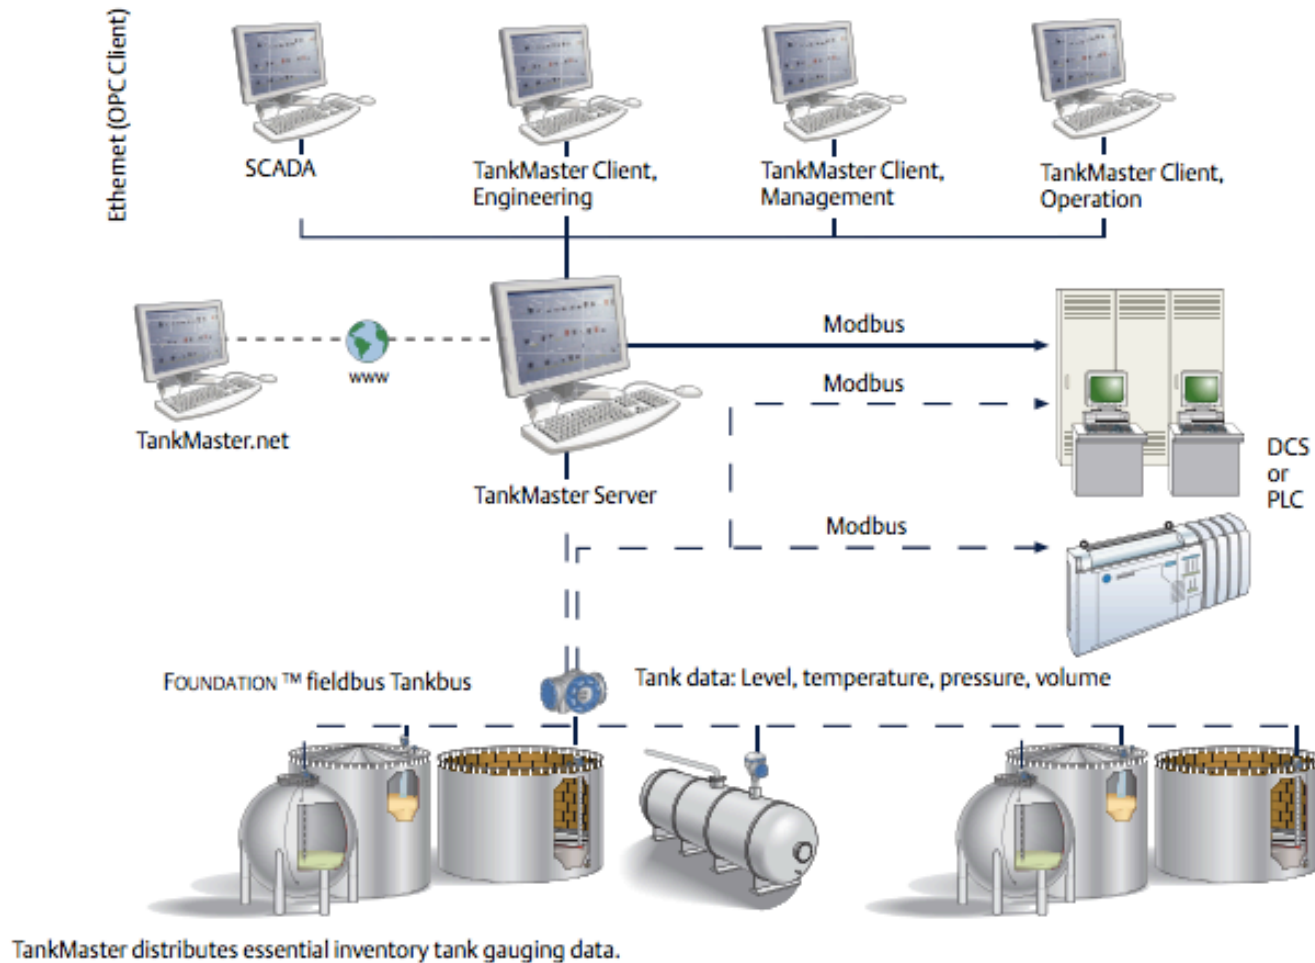 Ethernet (OPC Client)
SCADA
TankMaster Client,
Engineering
TankMaster Client,
Management
TankMaster Client,
Operation
www
TankMaster.net
TankMaster Server
Modbus
Modbus
Modbus
DCS
or
PLC
FOUNDATION ™ fieldbus Tankbus
Tank data: Level, temperature, pressure, volume
TankMaster distributes essential inventory tank gauging data.